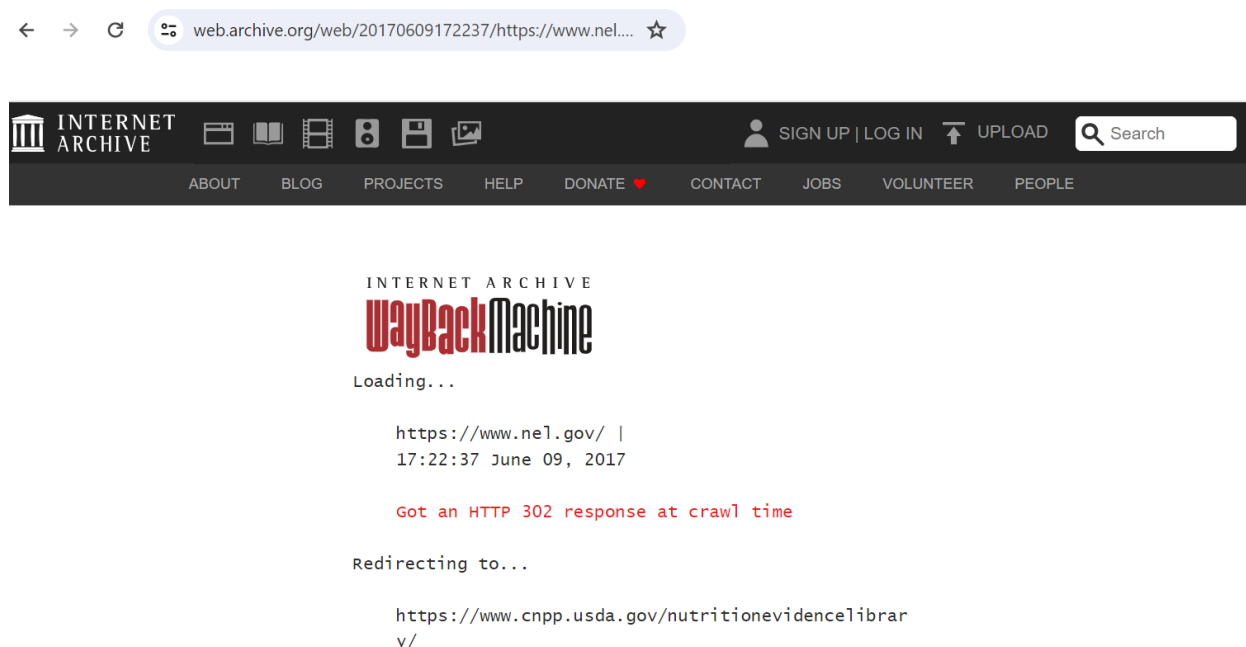 web.archive.org/web/20170609172237/https://www.nel....
INTERNET
ARCHIVE
SIGN UP | LOG IN UPLOAD Search
ABOUT BLOG PROJECTS HELP DONATE CONTACT JOBS VOLUNTEER PEOPLE
INTERNET ARCHIVE
WayBackMachine
Loading...
https://www.nel.gov/ |
17:22:37 June 09, 2017
Got an HTTP 302 response at crawl time
Redirecting to...
https://www.cnpp.usda.gov/nutritionevidencelibrar
y/